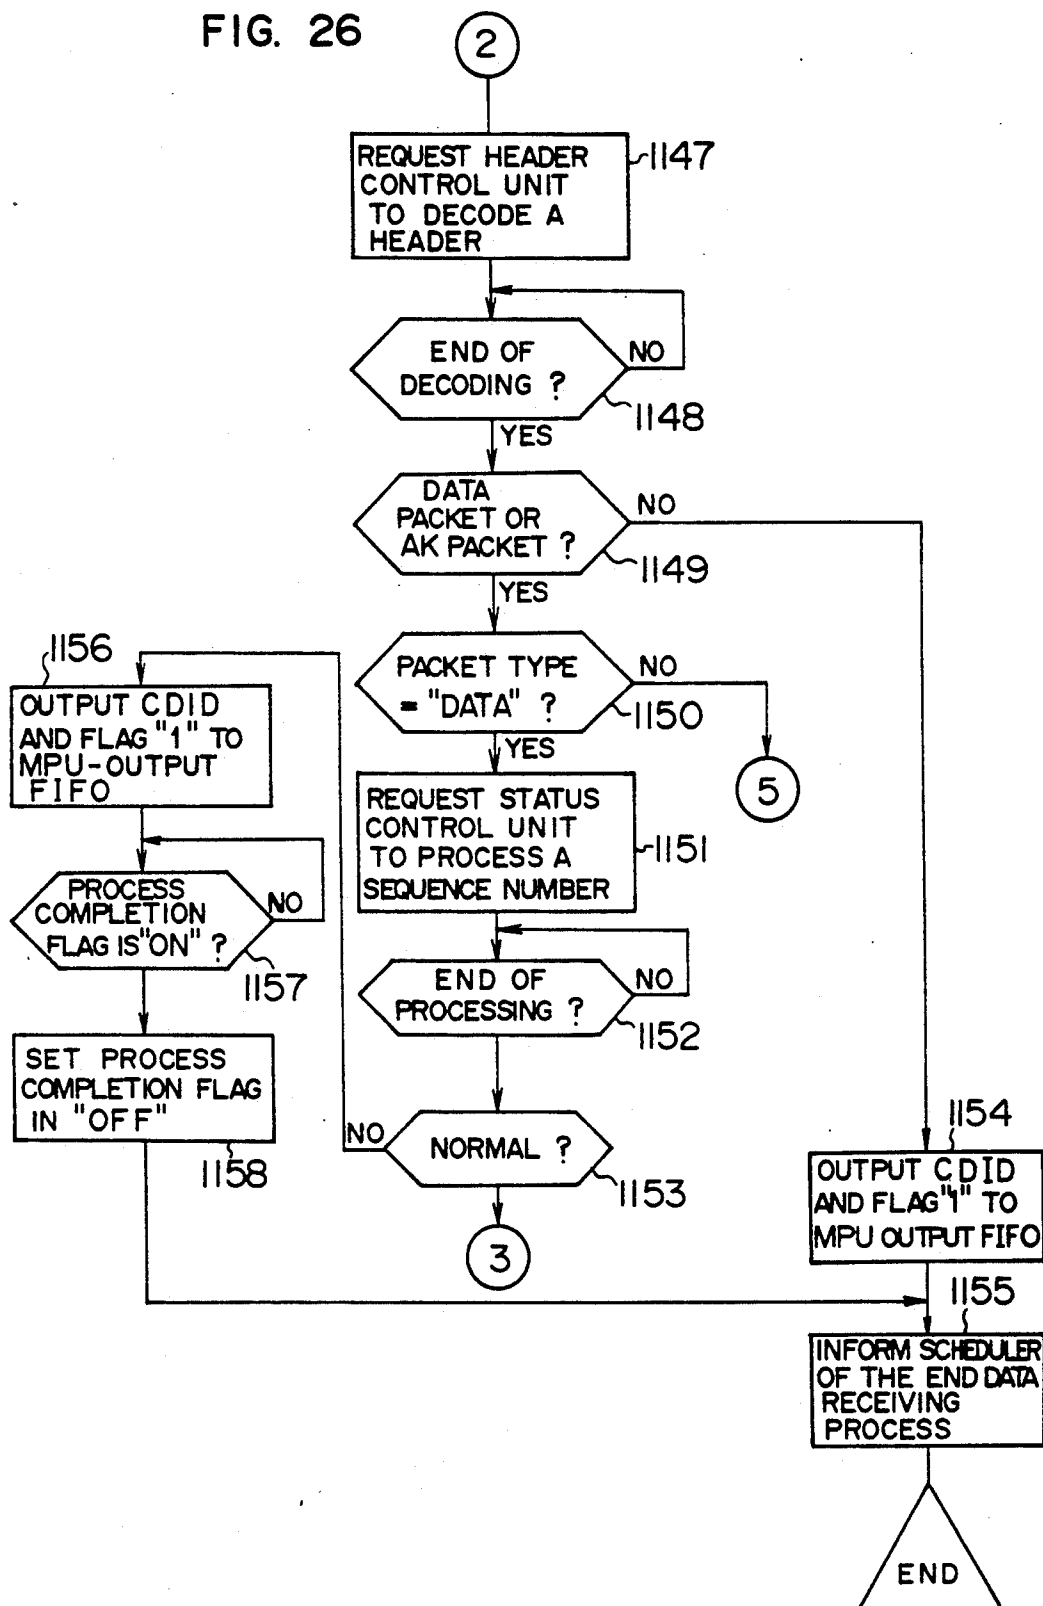 FIG. 26
2
REQUEST HEADER
CONTROL UNIT
TO DECODE A
HEADER
1147
END OF
DECODING ?
NO
1148
YES
DATA
PACKET OR
AK PACKET ?
NO
1149
YES
PACKET TYPE
= "DATA" ?
NO
1150
5
YES
REQUEST STATUS
CONTROL UNIT
TO PROCESS A
SEQUENCE NUMBER
1151
END OF
PROCESSING ?
NO
1152
NORMAL ?
NO
1153
3
1156
OUTPUT CDID
AND FLAG "1" TO
MPU-OUTPUT
FIFO
PROCESS
COMPLETION
FLAG IS "ON" ?
NO
1157
SET PROCESS
COMPLETION FLAG
IN "OFF"
1158
1154
OUTPUT CDID
AND FLAG "1" TO
MPU OUTPUT FIFO
1155
INFORM SCHEDULER
OF THE END DATA
RECEIVING
PROCESS
END